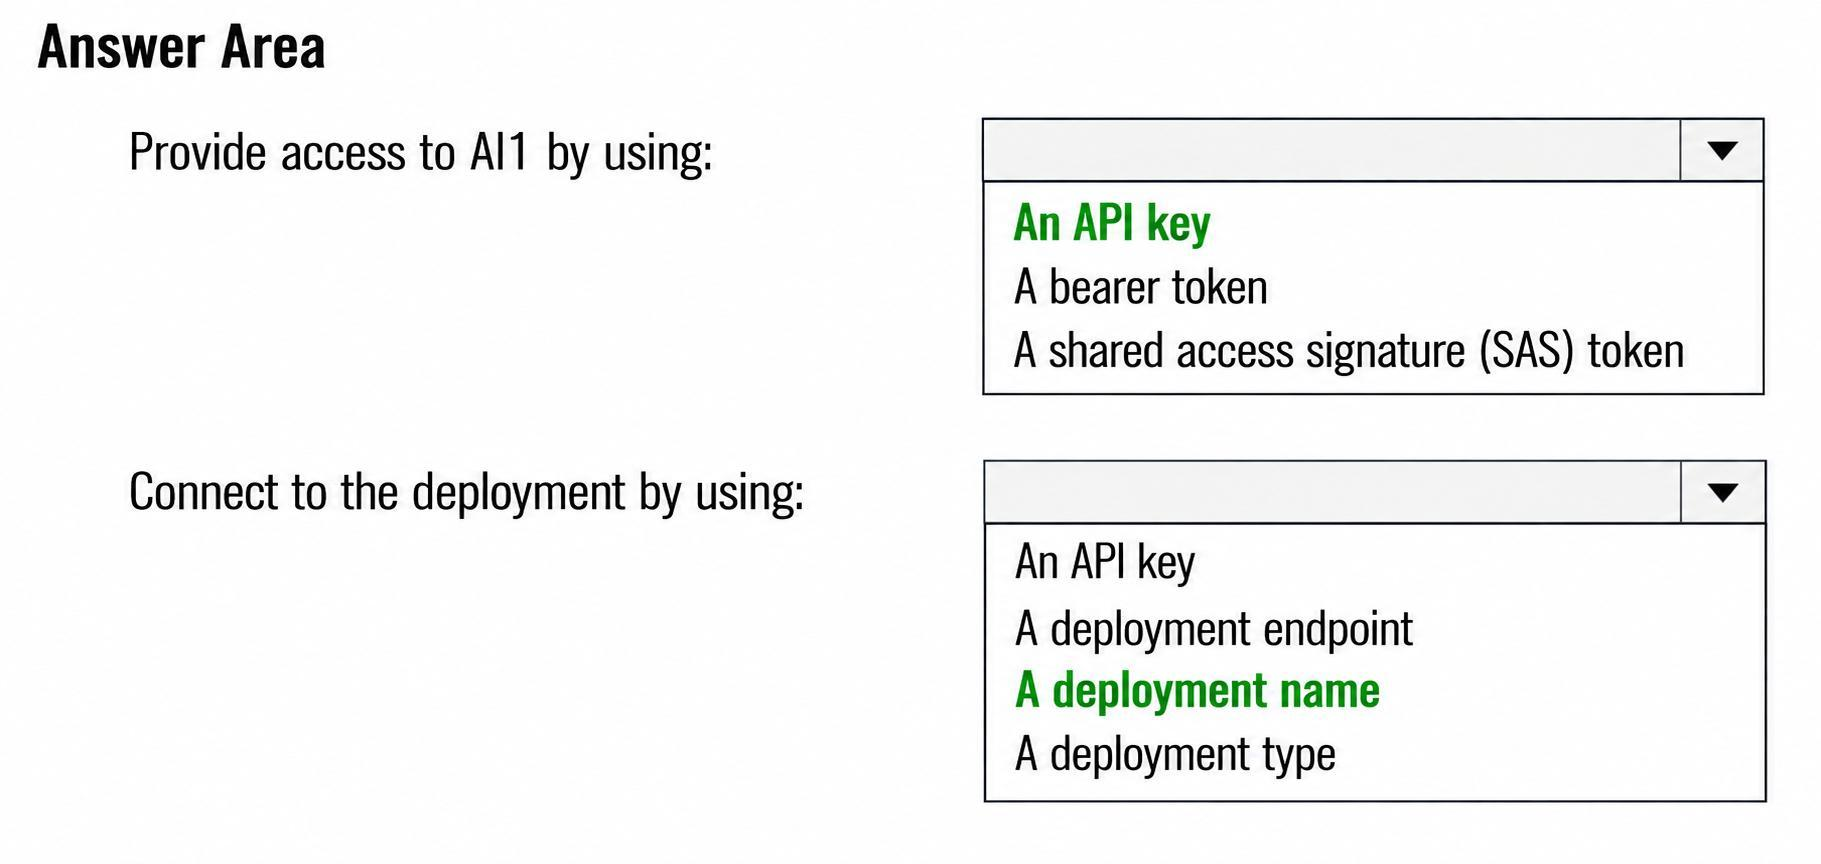 Answer Area
Provide access to AI1 by using:
An API key
A bearer token
A shared access signature (SAS) token
Connect to the deployment by using:
An API key
A deployment endpoint
A deployment name
A deployment type